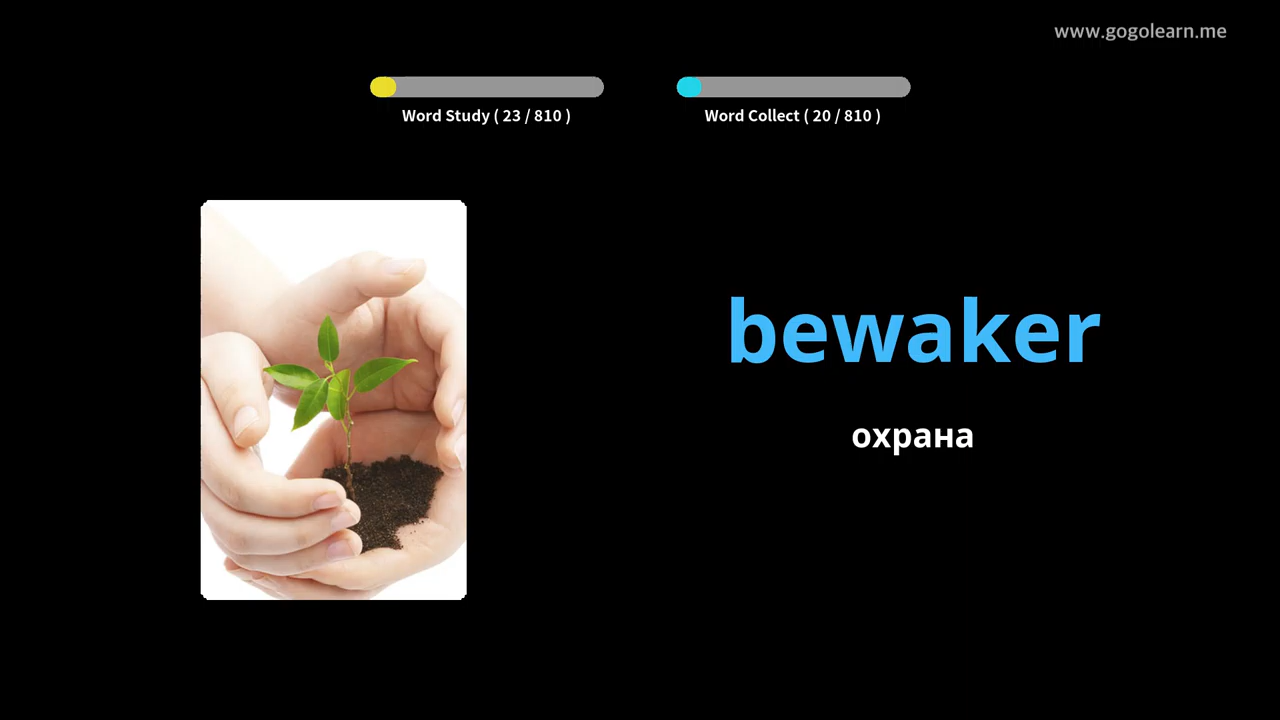 www.gogolearn.me
Word Study ( 23 / 810 )
Word Collect ( 20 / 810 )
bewaker
охрана